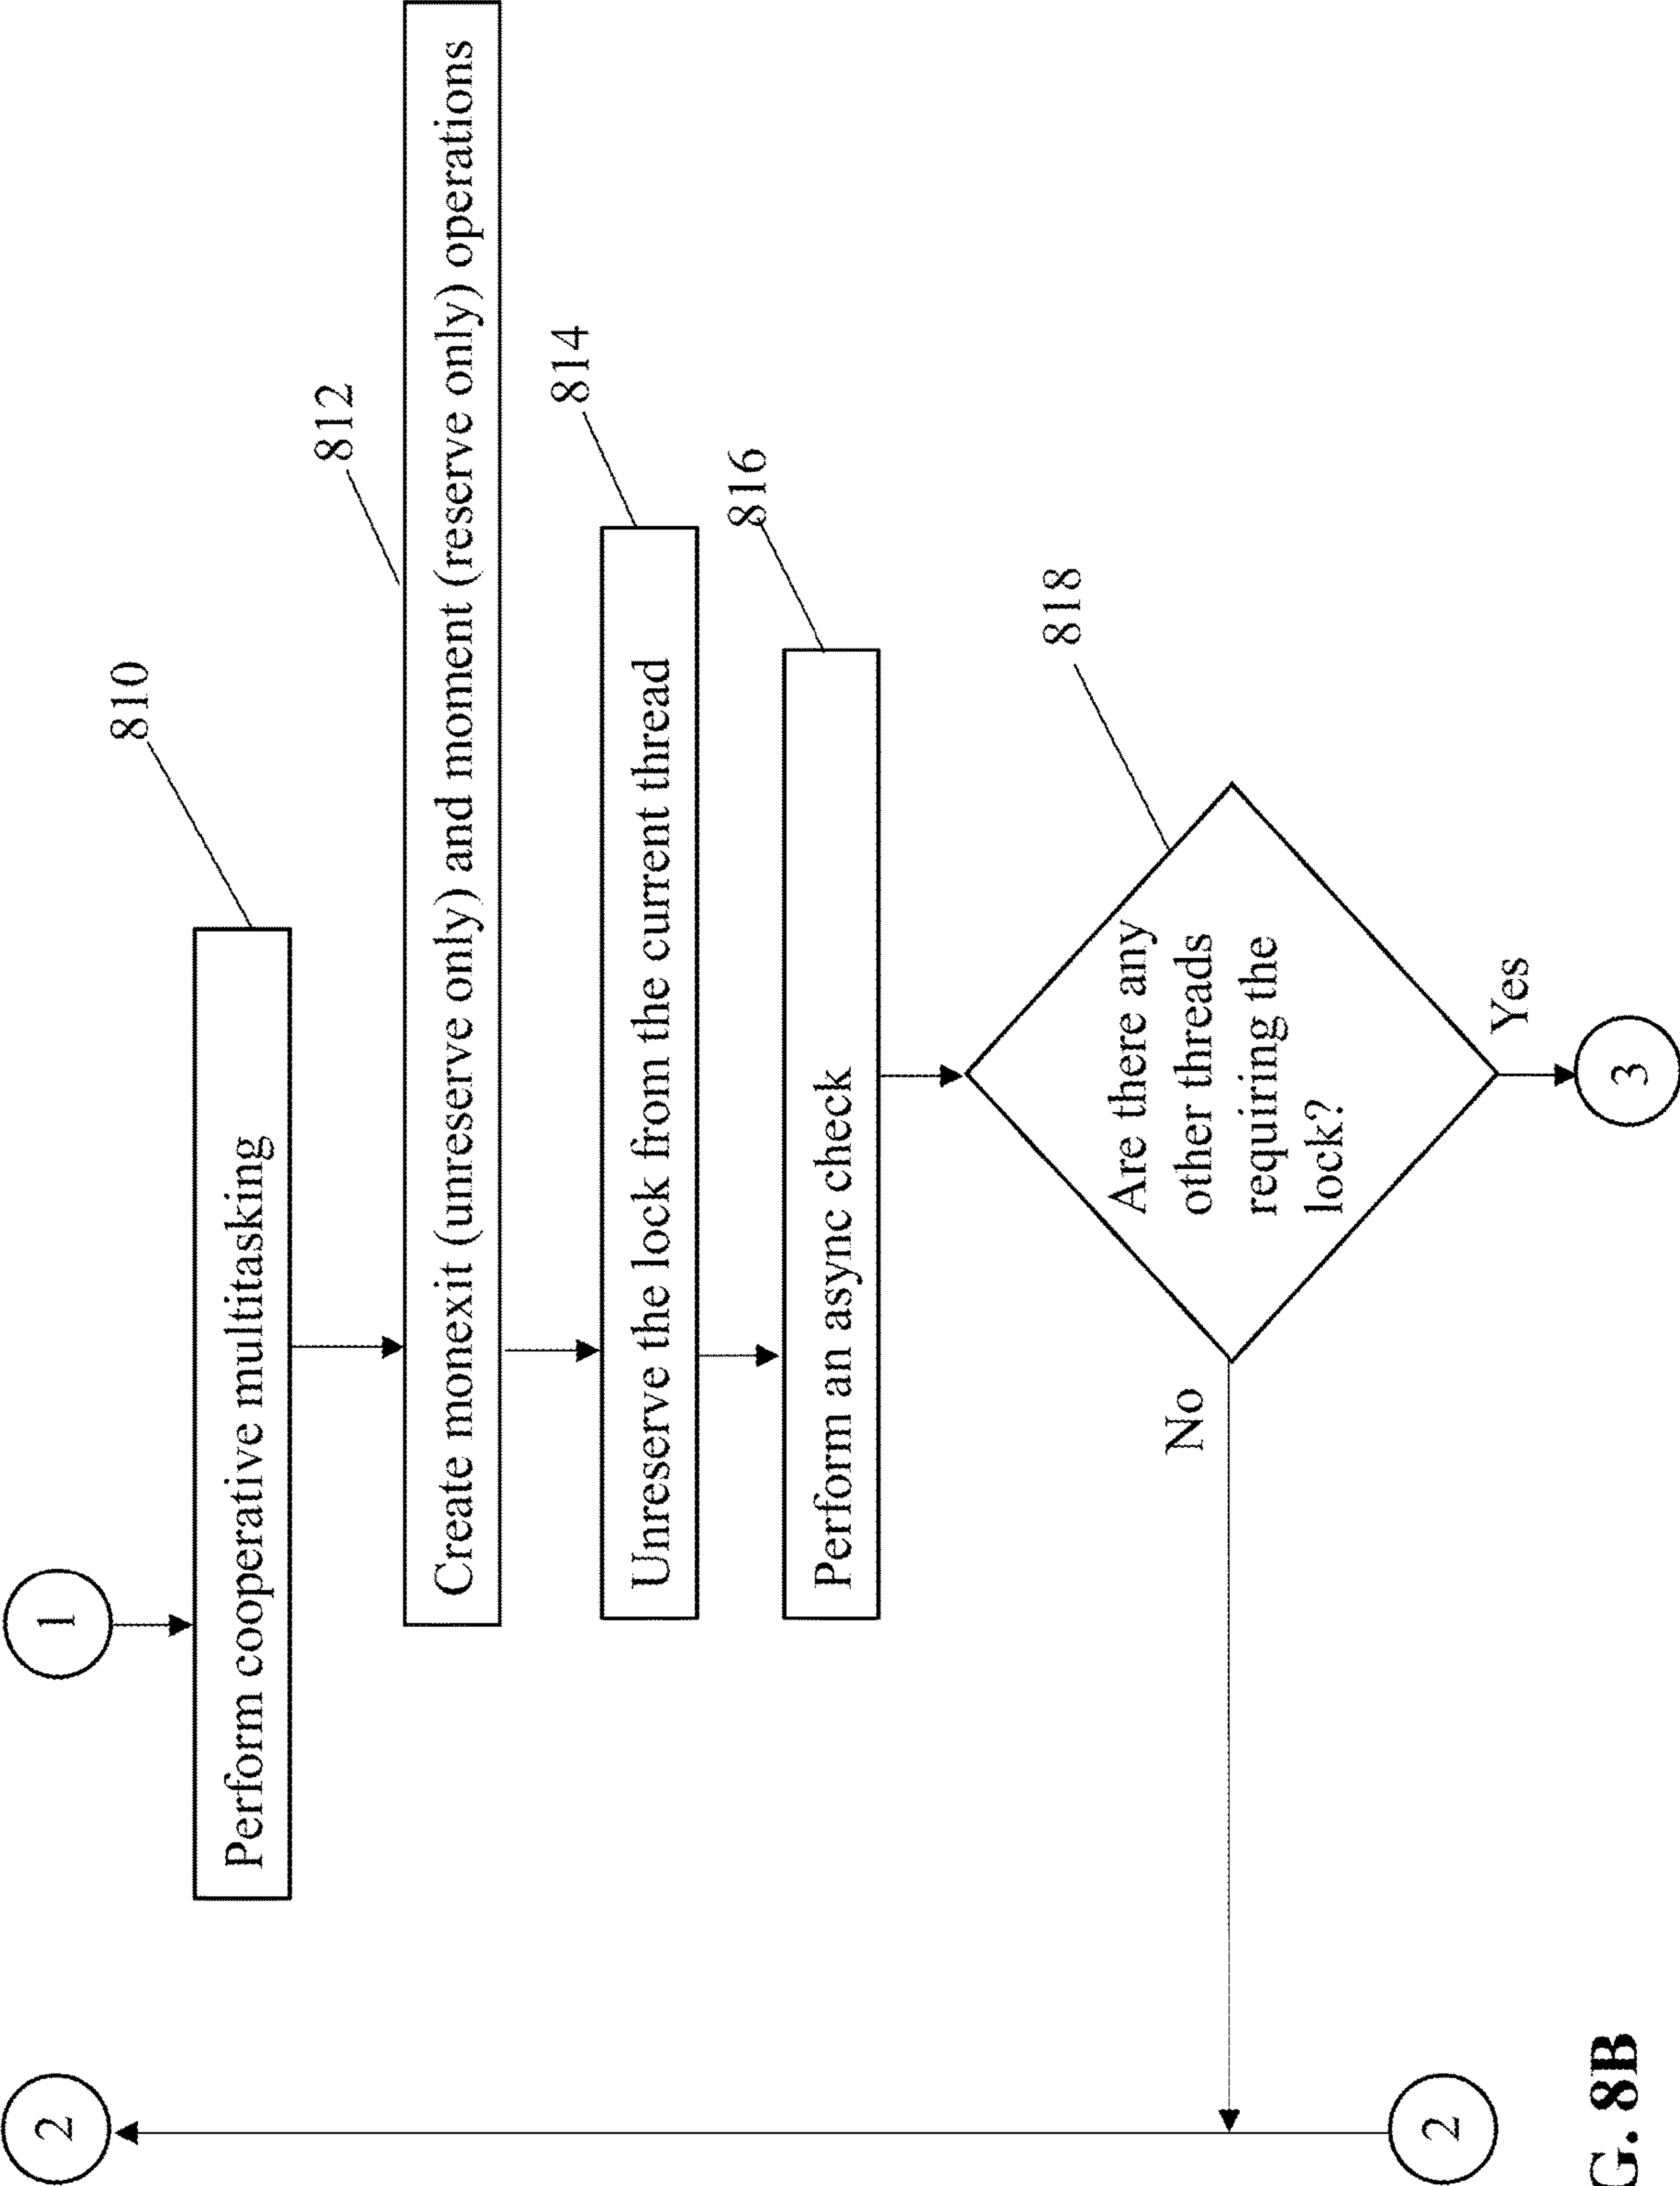 2
1
810
Perform cooperative multitasking
812
Create monexit (unreserve only) and moment (reserve only) operations
814
Unreserve the lock from the current thread
816
Perform an async check
818
Are there any
other threads
requiring the
lock?
No
Yes
2
3
G. 8B